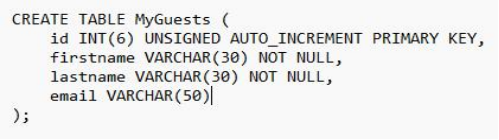 CREATE TABLE MyGuests (
    id INT(6) UNSIGNED AUTO_INCREMENT PRIMARY KEY,
    firstname VARCHAR(30) NOT NULL,
    lastname VARCHAR(30) NOT NULL,
    email VARCHAR(50)
);